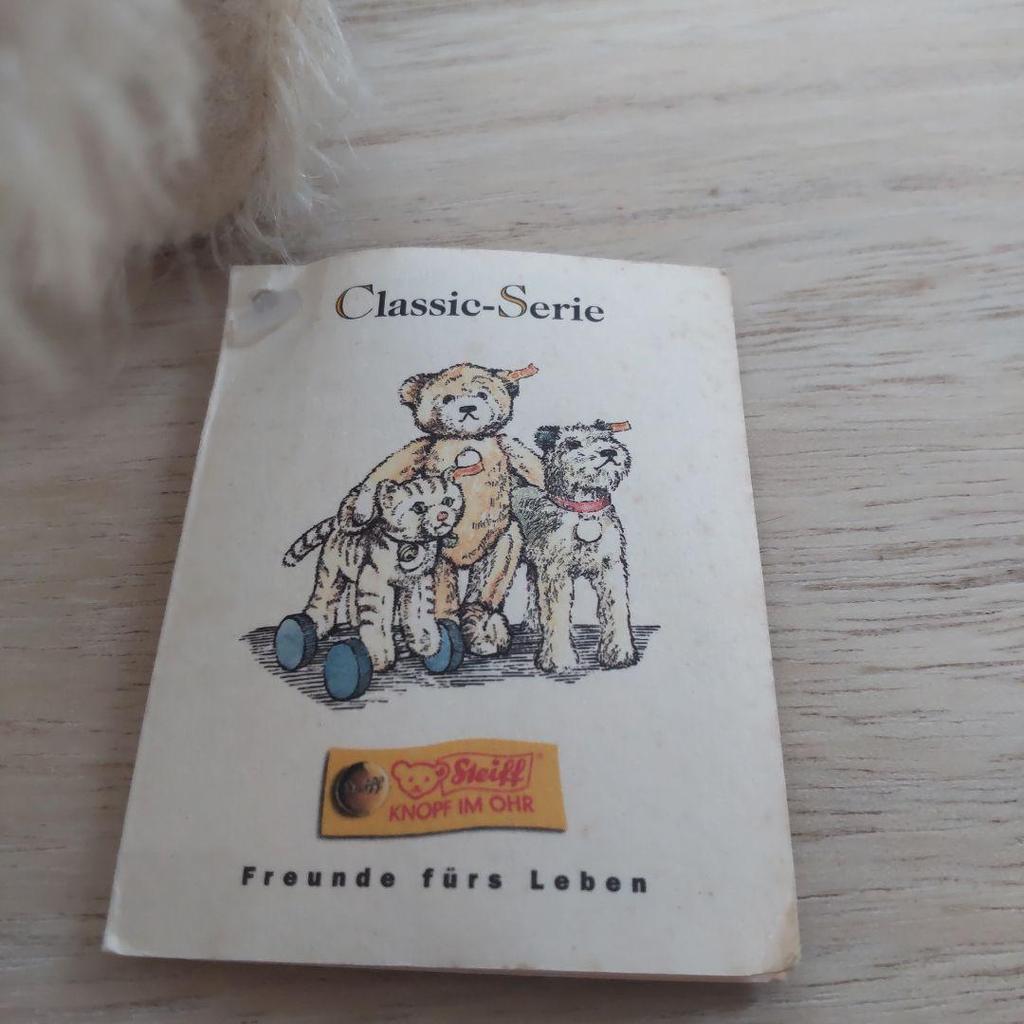 Classic-Serie
Steiff
KNOPF IM OHR
Freunde fürs Leben